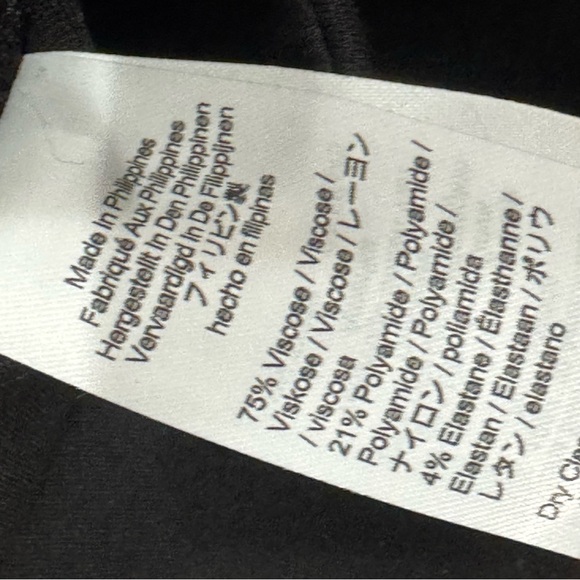 Made In Philippines
Fabriqué Aux Philippines
Hergestellt In Den Philippinen
Vervaardigd In De Filippijnen
フィリピン製
hecho en filiphas
75% Viscose / Viscose /
Viskose / Viscose / レーヨン
/ viscosa
21% Polyamide / Polyamide /
Polyamide / Polyamide /
ナイロン / poliamida
4% Elastane / Élasthanne /
Elastan / Elastaan / ポリウ
レタン / elastano
Dry